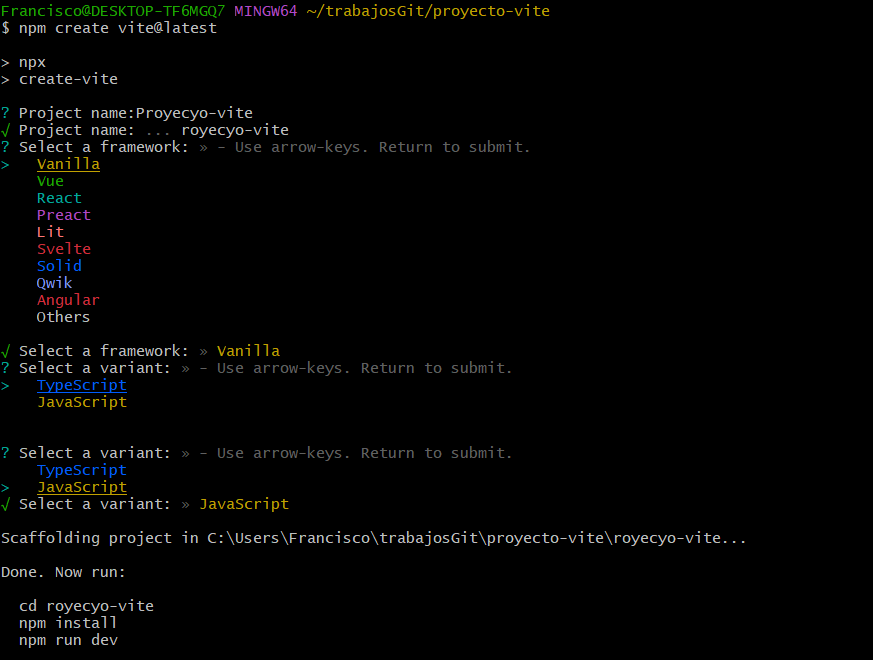 Francisco@DESKTOP-TF6MGQ7 MINGW64 ~/trabajosGit/proyecto-vite
$ npm create vite@latest
> npx
> create-vite
? Project name:Proyecyo-vite
√ Project name: ... royecyo-vite
? Select a framework: » - Use arrow-keys. Return to submit.
> Vanilla
Vue
React
Preact
Lit
Svelte
Solid
Qwik
Angular
Others
√ Select a framework: » Vanilla
? Select a variant: » - Use arrow-keys. Return to submit.
> TypeScript
JavaScript
? Select a variant: » - Use arrow-keys. Return to submit.
TypeScript
> JavaScript
√ Select a variant: » JavaScript
Scaffolding project in C:\Users\Francisco\trabajosGit\proyecto-vite\royecyo-vite...
Done. Now run:
cd royecyo-vite
npm install
npm run dev